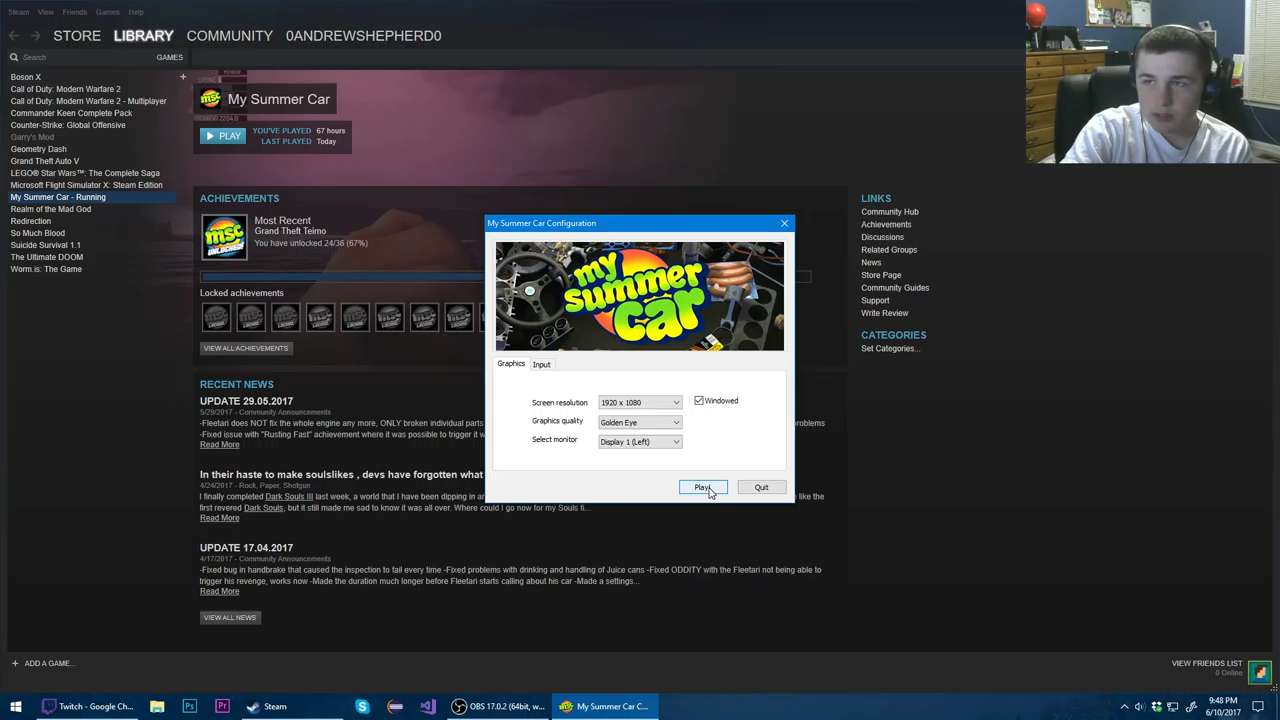 Steam View Friends Games Help
STORE LIBRARY COMMUNITY 0ANDREWSHEPHERD0
Search GAMES
Boson X
Call of Duty: Modern Warfare 2
Call of Duty: Modern Warfare 2 - Multiplayer
Commander Keen Complete Pack
Counter-Strike: Global Offensive
Garry's Mod
Geometry Dash
Grand Theft Auto V
LEGO® Star Wars™: The Complete Saga
Microsoft Flight Simulator X: Steam Edition
My Summer Car - Running
Realm of the Mad God
Redirection
So Much Blood
Suicide Survival 1.1
The Ultimate DOOM
Worm.is: The Game
+ ADD A GAME...
msc My Summer Car
PLAY
YOU'VE PLAYED 67 hours
LAST PLAYED Today
ACHIEVEMENTS
msc UNLOCKED
Most Recent
Grand Theft Telmo
You have unlocked 24/36 (67%)
Locked achievements
VIEW ALL ACHIEVEMENTS
RECENT NEWS
UPDATE 29.05.2017
5/29/2017 - Community Announcements
-Fleetari does NOT fix the whole engine any more, ONLY broken individual parts
problems
-Fixed issue with "Rusting Fast" achievement where it was possible to trigger it
Read More
In their haste to make soulslikes , devs have forgotten what
4/24/2017 - Rock, Paper, Shotgun
I finally completed Dark Souls III last week, a world that I have been dipping in an
like the
first revered Dark Souls, but it still made me sad to know it was all over. Where could I go now for my Souls fi...
Read More
UPDATE 17.04.2017
4/17/2017 - Community Announcements
-Fixed bug in handbrake that caused the inspection to fail every time -Fixed problems with drinking and handling of Juice cans -Fixed ODDITY with the Fleetari not being able to
trigger his revenge, works now -Made the duration much longer before Fleetari starts calling about his car -Made a settings...
Read More
VIEW ALL NEWS
My Summer Car Configuration
my
summer
car
Graphics Input
Screen resolution 1920 x 1080 Windowed
Graphics quality Golden Eye
Select monitor Display 1 (Left)
Play! Quit
LINKS
Community Hub
Achievements
Discussions
Related Groups
News
Store Page
Community Guides
Support
Write Review
CATEGORIES
Set Categories...
VIEW FRIENDS LIST
0 Online
Twitch - Google Ch...
Ps
Pr
Steam
OBS 17.0.2 (64bit, w...
My Summer Car C...
9:48 PM
6/10/2017